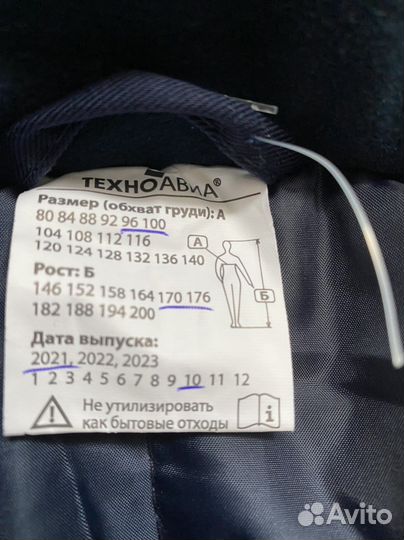 ТЕХНОАВИА®
Размер (обхват груди): А
80 84 88 92 96 100
104 108 112 116
120 124 128 132 136 140
А
Рост: Б
146 152 158 164 170 176
182 188 194 200
Б
Дата выпуска:
2021, 2022, 2023
1 2 3 4 5 6 7 8 9 10 11 12
Не утилизировать
как бытовые отходы
i
Avito